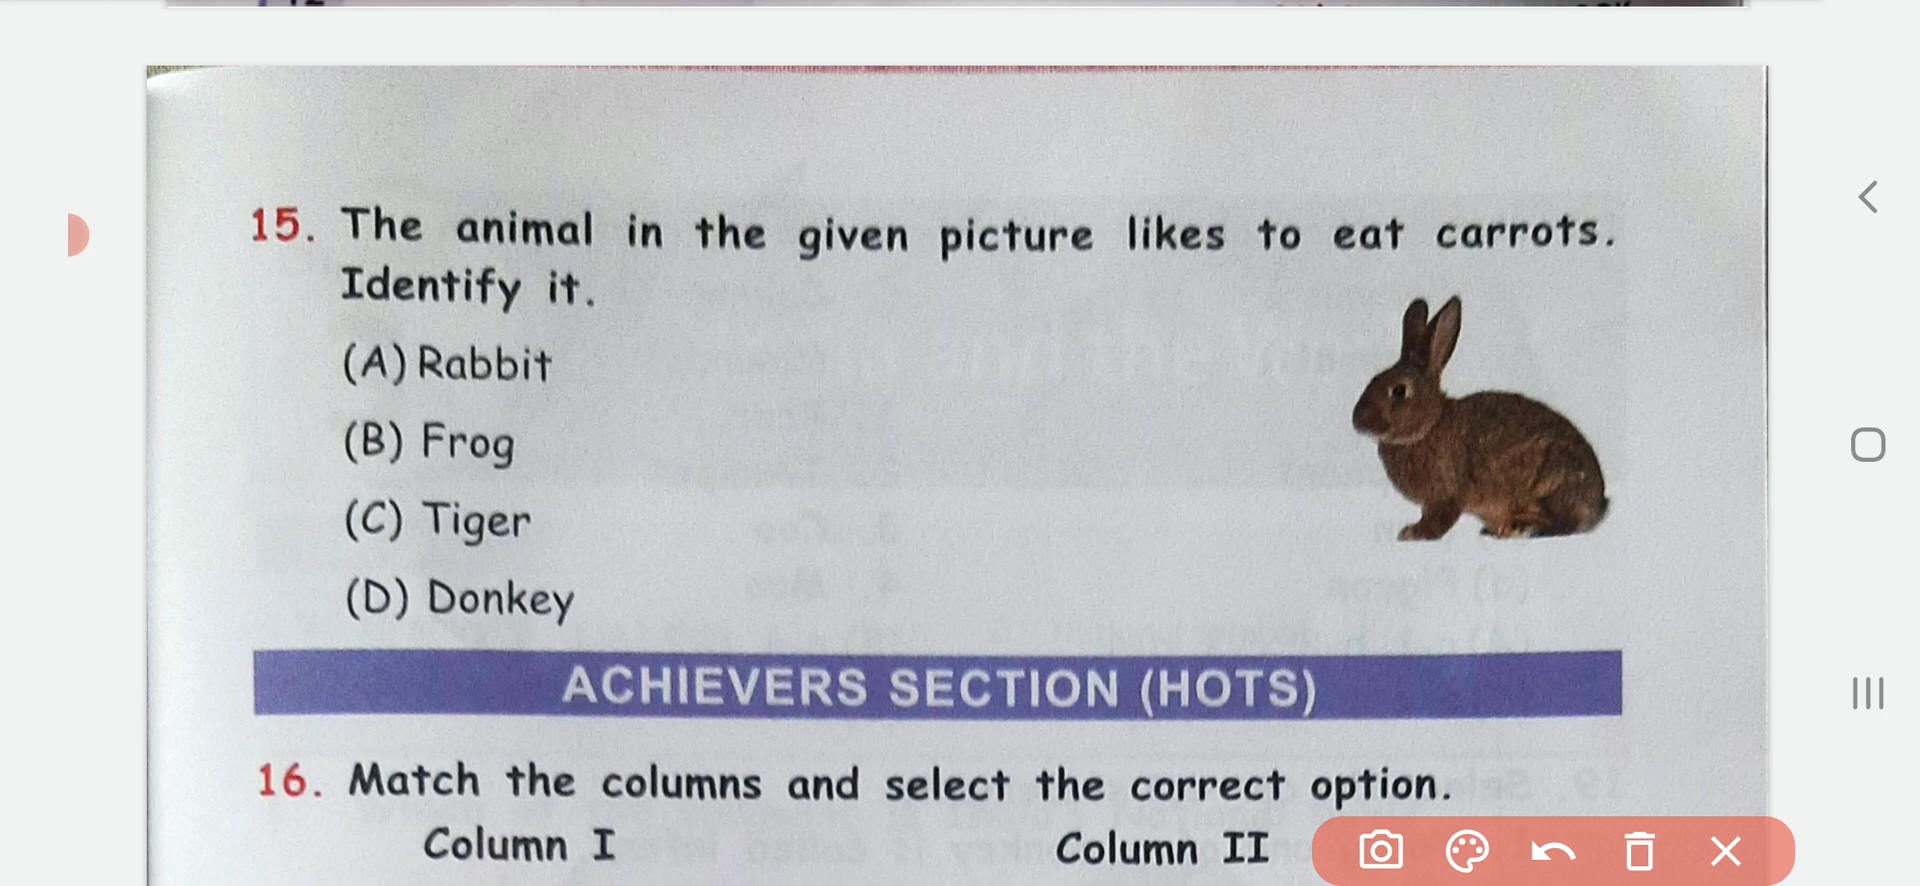 15. The animal in the given picture likes to eat carrots.
Identify it.
(A) Rabbit
(B) Frog
(C) Tiger
(D) Donkey
ACHIEVERS SECTION (HOTS)
16. Match the columns and select the correct option.
Column I Column II